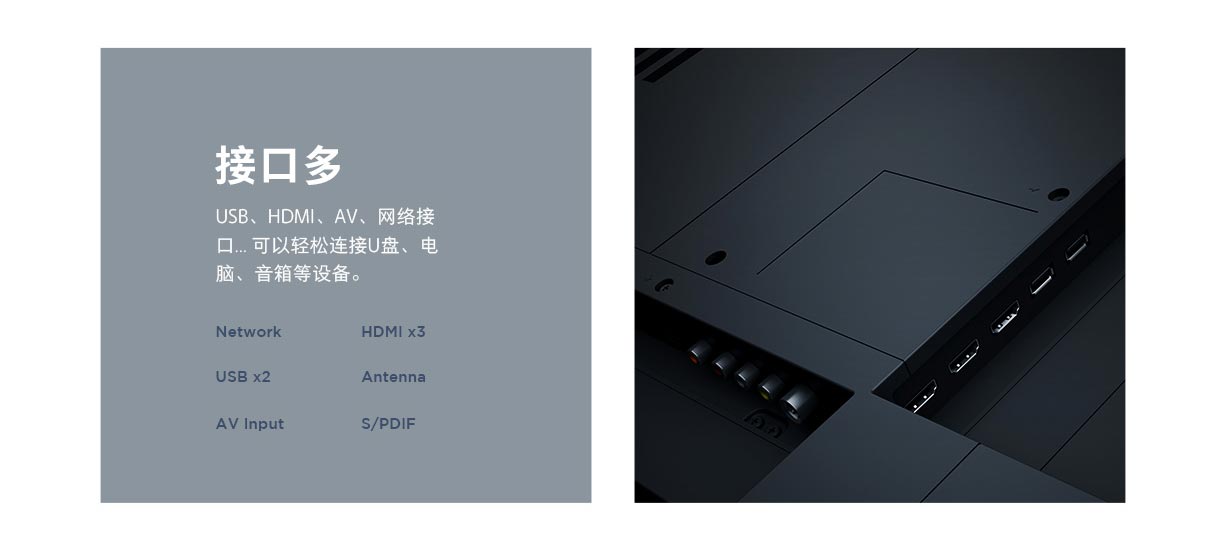 接口多
USB、HDMI、AV、网络接
口... 可以轻松连接U盘、电
脑、音箱等设备。
Network HDMI x3
USB x2 Antenna
AV Input S/PDIF